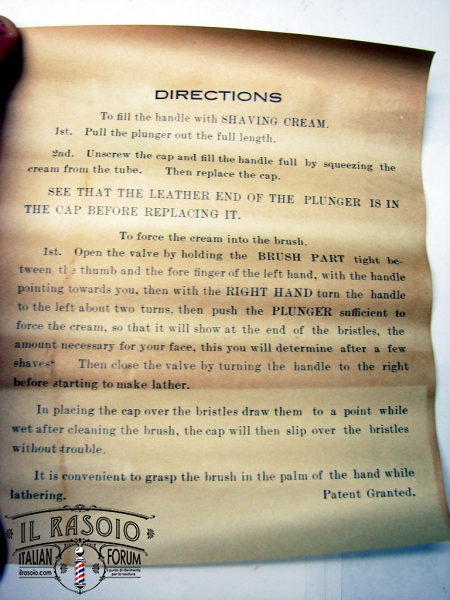 DIRECTIONS
To fill the handle with SHAVING CREAM.
1st. Pull the plunger out the full length.
2nd. Unscrew the cap and fill the handle full by squeezing the
cream from the tube. Then replace the cap.
SEE THAT THE LEATHER END OF THE PLUNGER IS IN
THE CAP BEFORE REPLACING IT.
To force the cream into the brush.
1st. Open the valve by holding the BRUSH PART tight be-
tween the thumb and the fore finger of the left hand, with the handle
pointing towards you, then with the RIGHT HAND turn the handle
to the left about two turns, then push the PLUNGER sufficient to
force the cream, so that it will show at the end of the bristles, the
amount necessary for your face, this you will determine after a few
shaves. Then close the valve by turning the handle to the right
before starting to make lather.
In placing the cap over the bristles draw them to a point while
wet after cleaning the brush, the cap will then slip over the bristles
without trouble.
It is convenient to grasp the brush in the palm of the hand while
lathering. Patent Granted.
IL RASOIO
ITALIAN FORUM
ilrasoio.com
il punto di riferimento
per la rasatura